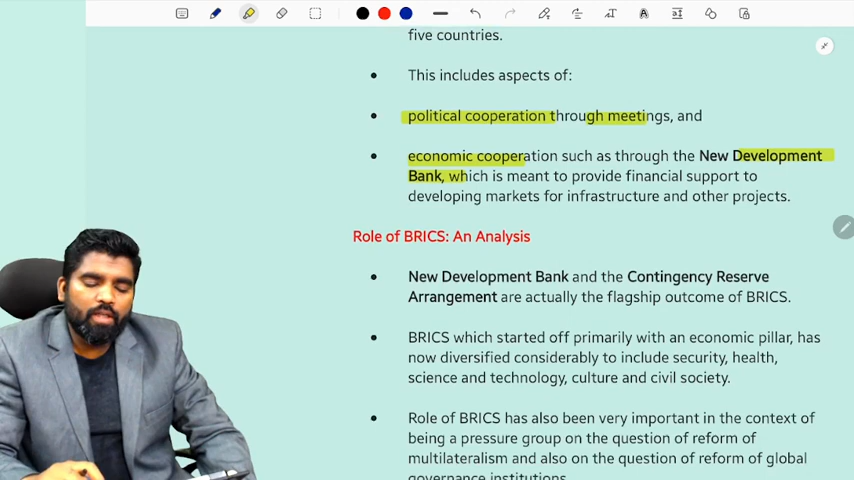 five countries.
This includes aspects of:
political cooperation through meetings, and
economic cooperation such as through the New Development
Bank, which is meant to provide financial support to
developing markets for infrastructure and other projects.
Role of BRICS: An Analysis
New Development Bank and the Contingency Reserve
Arrangement are actually the flagship outcome of BRICS.
BRICS which started off primarily with an economic pillar, has
now diversified considerably to include security, health,
science and technology, culture and civil society.
Role of BRICS has also been very important in the context of
being a pressure group on the question of reform of
multilateralism and also on the question of reform of global
governance institutions.